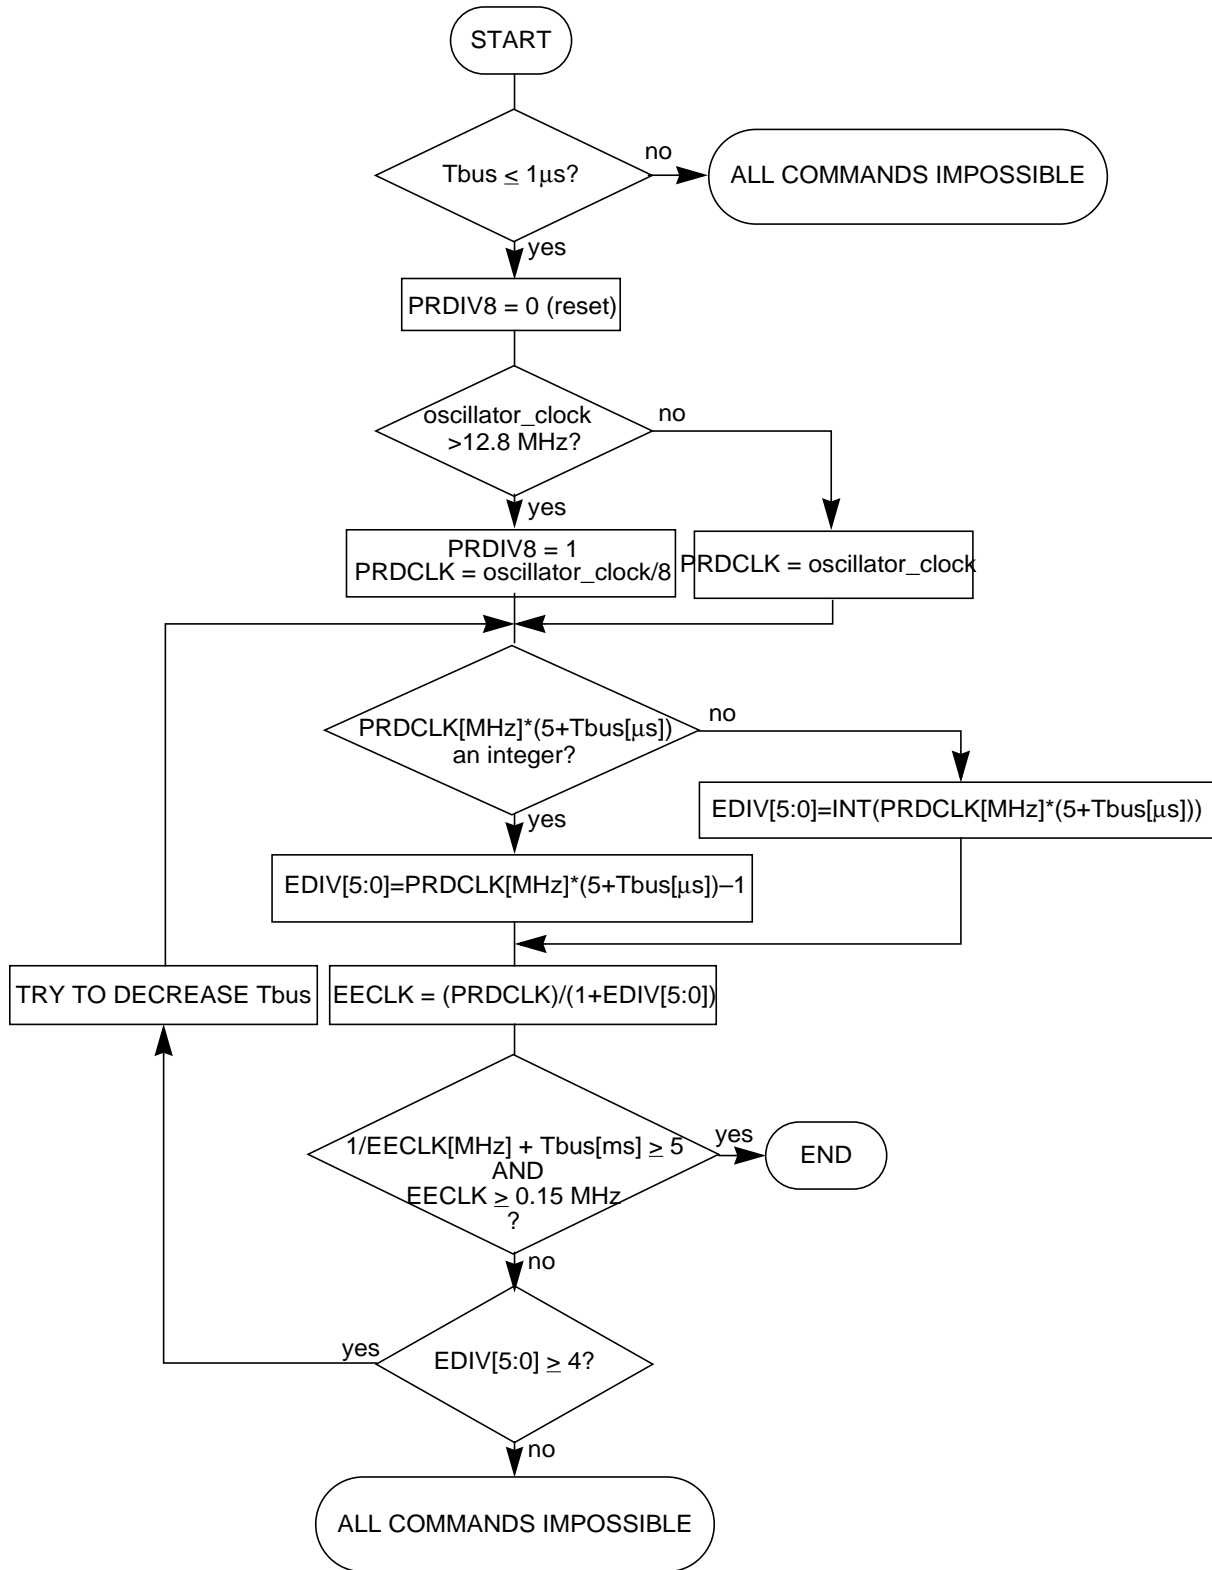 START
Tbus ≤ 1μs?
no
ALL COMMANDS IMPOSSIBLE
yes
PRDIV8 = 0 (reset)
oscillator_clock
>12.8 MHz?
no
yes
PRDIV8 = 1
PRDCLK = oscillator_clock/8
PRDCLK = oscillator_clock
PRDCLK[MHz]*(5+Tbus[μs])
an integer?
no
yes
EDIV[5:0]=INT(PRDCLK[MHz]*(5+Tbus[μs]))
EDIV[5:0]=PRDCLK[MHz]*(5+Tbus[μs])–1
TRY TO DECREASE Tbus
EECLK = (PRDCLK)/(1+EDIV[5:0])
1/EECLK[MHz] + Tbus[ms] ≥ 5
AND
EECLK ≥ 0.15 MHz
?
yes
END
no
EDIV[5:0] ≥ 4?
yes
no
ALL COMMANDS IMPOSSIBLE